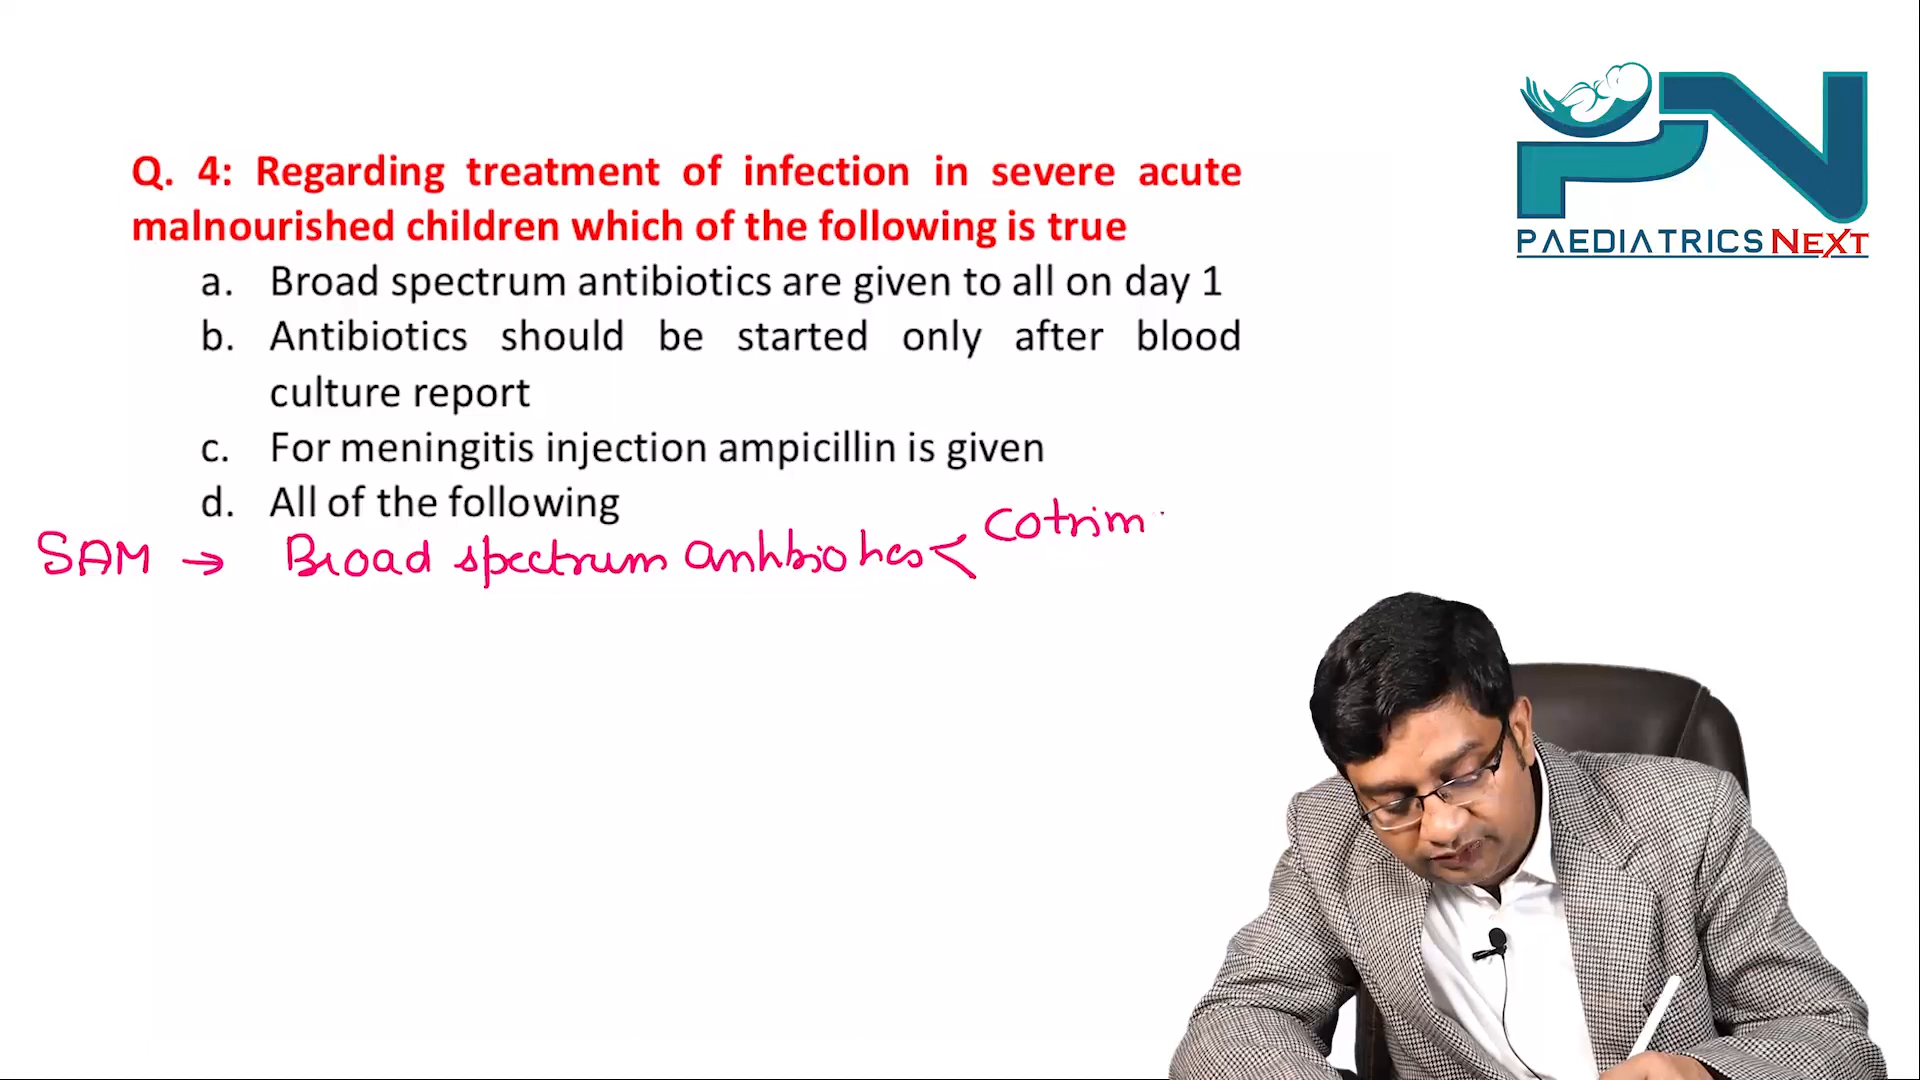 PAEDIATRICS NEXT
Q. 4: Regarding treatment of infection in severe acute
malnourished children which of the following is true
a. Broad spectrum antibiotics are given to all on day 1
b. Antibiotics should be started only after blood
culture report
c. For meningitis injection ampicillin is given
d. All of the following
SAM → Broad spectrum antibiotics < Cotrim